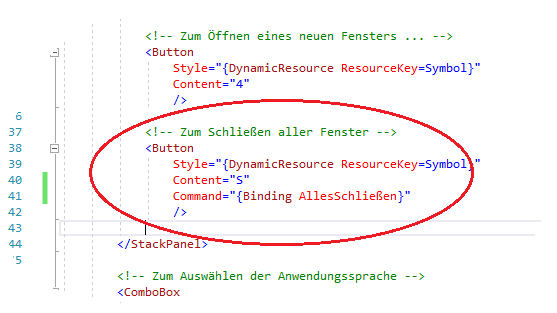 <!-- Zum Öffnen eines neuen Fensters ... -->
<Button
Style="{DynamicResource ResourceKey=Symbol}"
Content="4"
/>
6
37 <!-- Zum Schließen aller Fenster -->
38 <Button
39 Style="{DynamicResource ResourceKey=Symbol}"
40 Content="S"
41 Command="{Binding AllesSchließen}"
42 />
43
44 </StackPanel>
5
<!-- Zum Auswählen der Anwendungssprache -->
<ComboBox